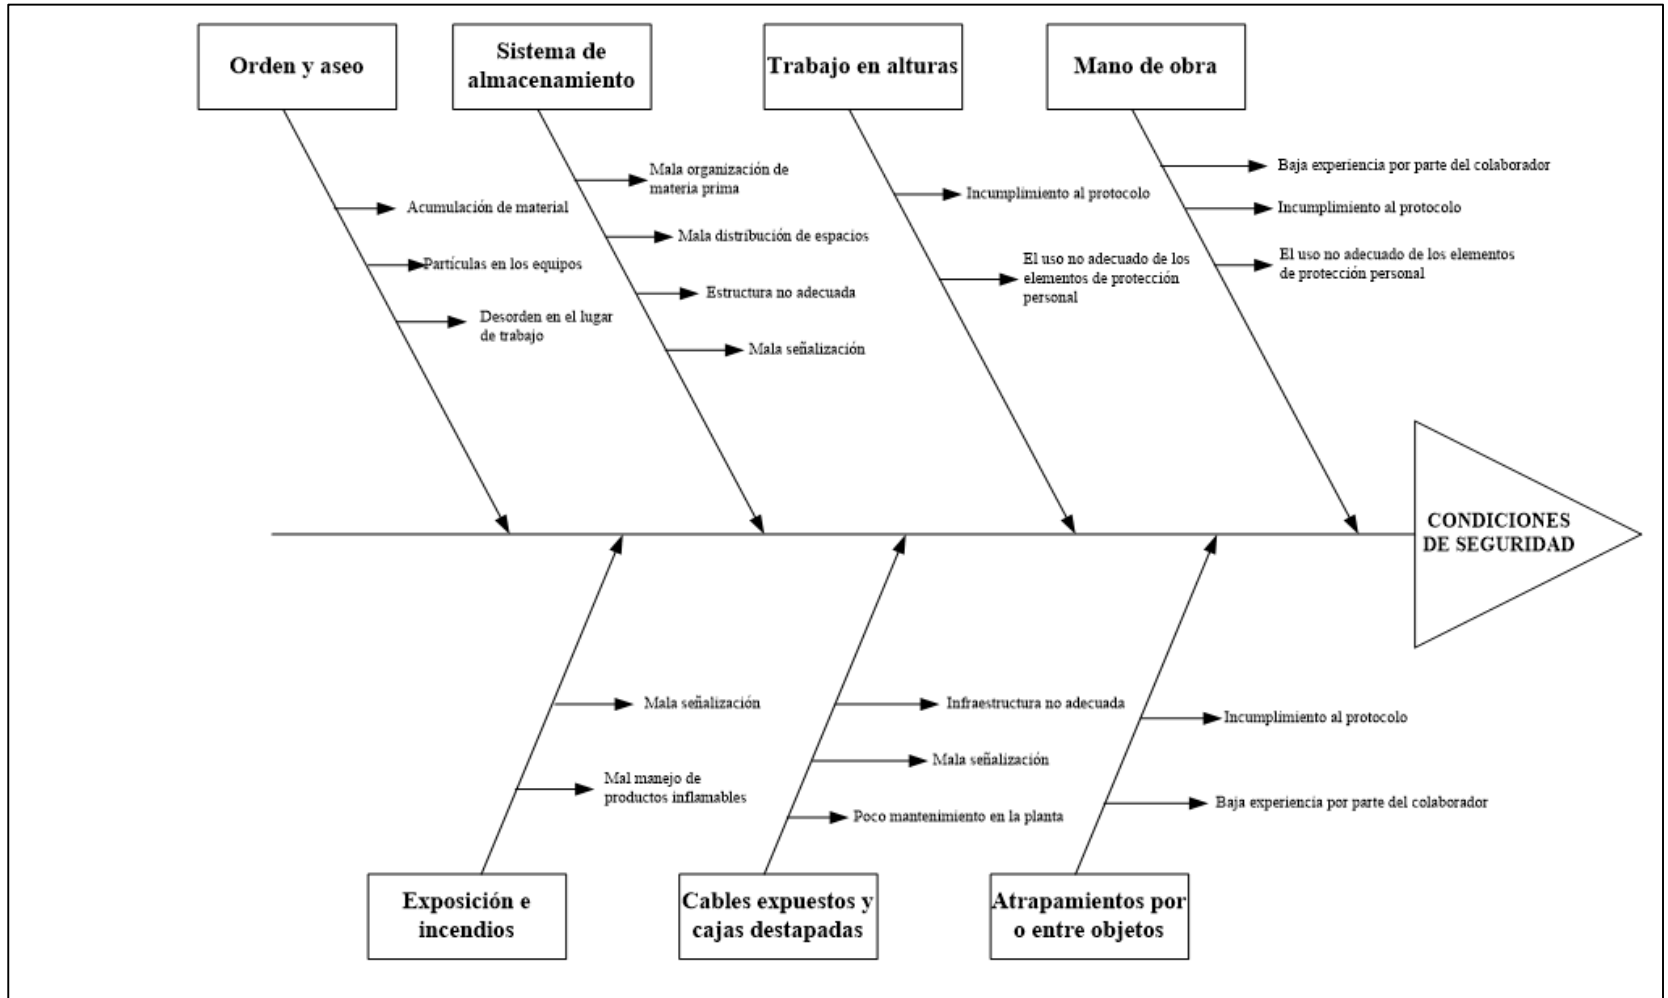 Orden y aseo
Sistema de
almacenamiento
Trabajo en alturas
Mano de obra
Acumulación de material
Partículas en los equipos
Desorden en el lugar
de trabajo
Mala organización de
materia prima
Mala distribución de espacios
Estructura no adecuada
Mala señalización
Incumplimiento al protocolo
El uso no adecuado de los
elementos de protección
personal
Baja experiencia por parte del colaborador
Incumplimiento al protocolo
El uso no adecuado de los elementos
de protección personal
CONDICIONES
DE SEGURIDAD
Mala señalización
Mal manejo de
productos inflamables
Infraestructura no adecuada
Mala señalización
Poco mantenimiento en la planta
Incumplimiento al protocolo
Baja experiencia por parte del colaborador
Exposición e
incendios
Cables expuestos y
cajas destapadas
Atrapamientos por
o entre objetos